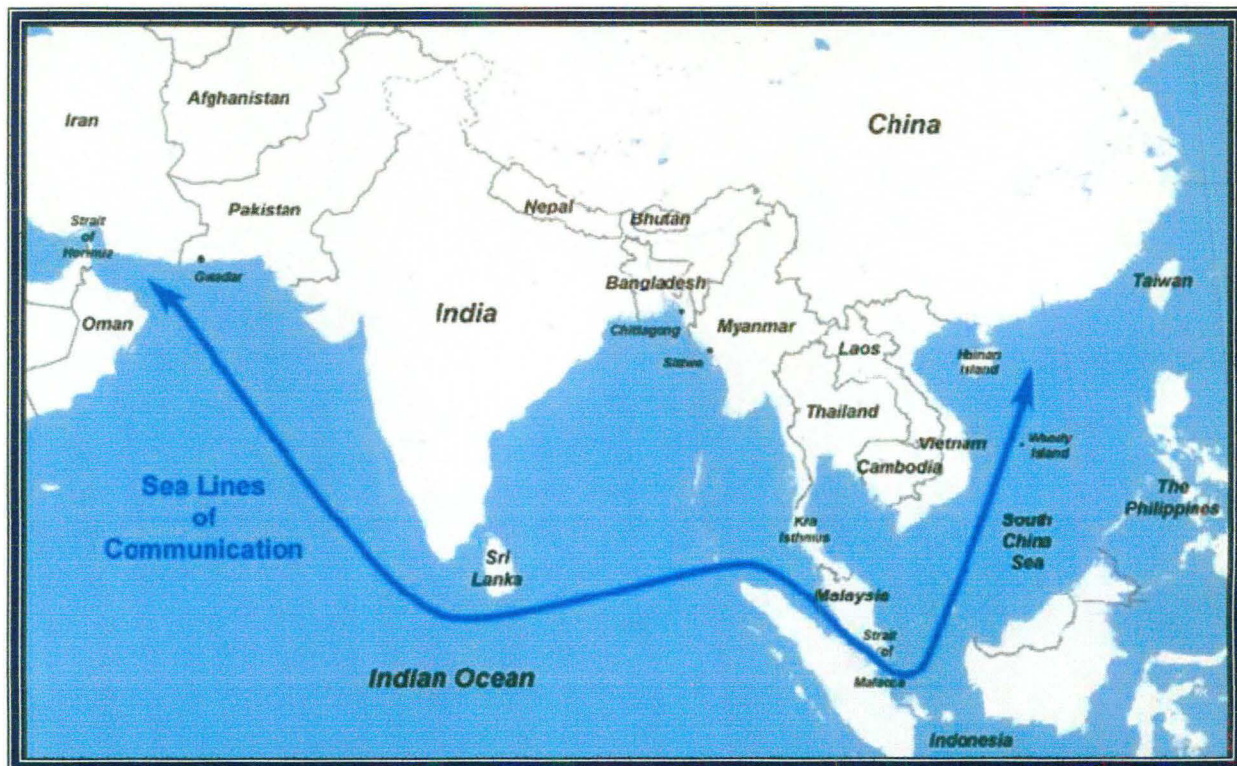 Afghanistan
Iran
China
Pakistan
Nepal
Bhutan
Strait
of
Hormuz
Gwadar
Bangladesh
Taiwan
Oman
India
Chittagong
Myanmar
Sittwe
Laos
Hainan
Island
Thailand
Vietnam
Woody
Island
Cambodia
The
Philippines
Sea Lines
of
Communication
Kra
Isthmus
South
China
Sea
Sri
Lanka
Malaysia
Strait
of
Malacca
Indian Ocean
Indonesia